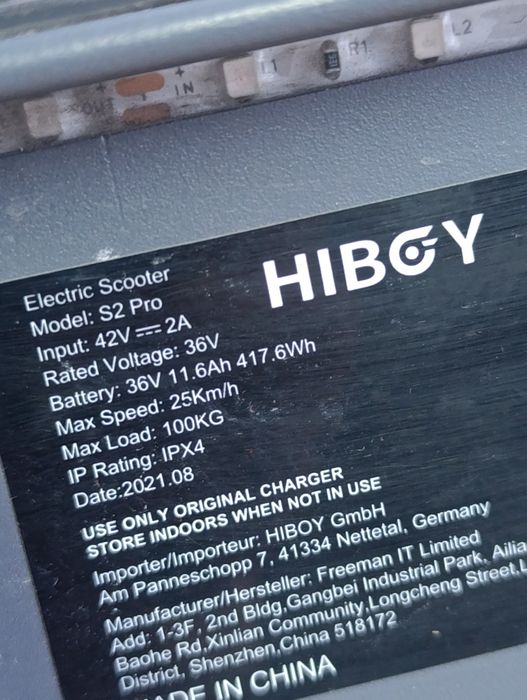 L2
R1
L1
+
+
IN
OUT
HIBOY
Electric Scooter
Model: S2 Pro
Input: 42V ⎓ 2A
Rated Voltage: 36V
Battery: 36V 11.6Ah 417.6Wh
Max Speed: 25Km/h
Max Load: 100KG
IP Rating: IPX4
Date:2021.08
USE ONLY ORIGINAL CHARGER
STORE INDOORS WHEN NOT IN USE
Importer/Importeur: HIBOY GmbH
Am Panneschopp 7, 41334 Nettetal, Germany
Manufacturer/Hersteller: Freeman IT Limited
Add: 1-3F, 2nd Bldg,Gangbei Industrial Park,
Baohe Rd,Xinlian Community,Longcheng Street,
District, Shenzhen,China 518172
MADE IN CHINA